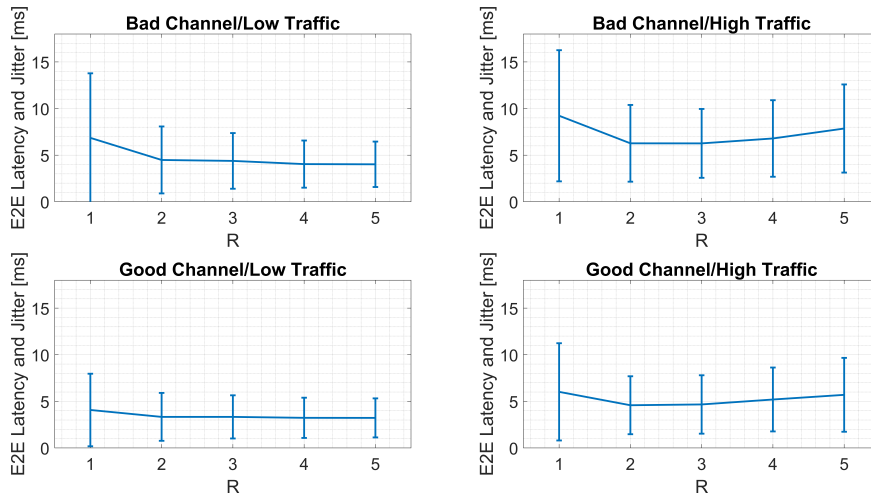 Bad Channel/Low Traffic
E2E Latency and Jitter [ms]
15
10
5
0
1 2 3 4 5
R
Bad Channel/High Traffic
E2E Latency and Jitter [ms]
15
10
5
0
1 2 3 4 5
R
Good Channel/Low Traffic
E2E Latency and Jitter [ms]
15
10
5
0
1 2 3 4 5
R
Good Channel/High Traffic
E2E Latency and Jitter [ms]
15
10
5
0
1 2 3 4 5
R